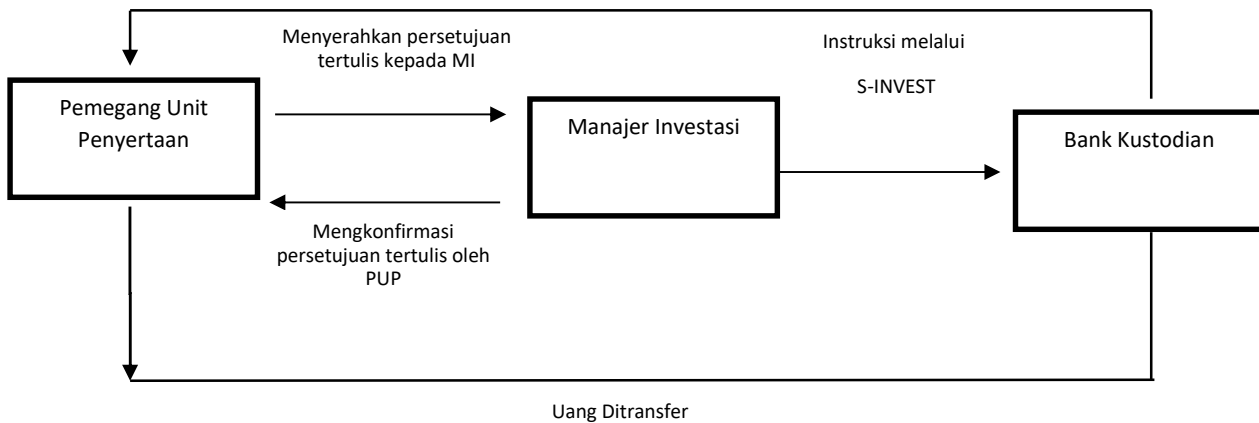 Menyerahkan persetujuan
tertulis kepada MI
Instruksi melalui
S-INVEST
Pemegang Unit
Penyertaan
Manajer Investasi
Bank Kustodian
Mengkonfirmasi
persetujuan tertulis oleh
PUP
Uang Ditransfer